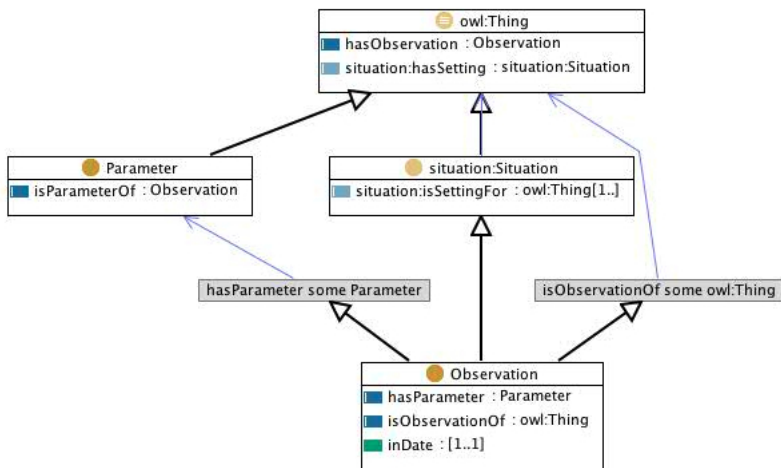 owl:Thing
hasObservation : Observation
situation:hasSetting : situation:Situation
Parameter
isParameterOf : Observation
situation:Situation
situation:isSettingFor : owl:Thing[1..]
hasParameter some Parameter
isObservationOf some owl:Thing
Observation
hasParameter : Parameter
isObservationOf : owl:Thing
inDate : [1..1]